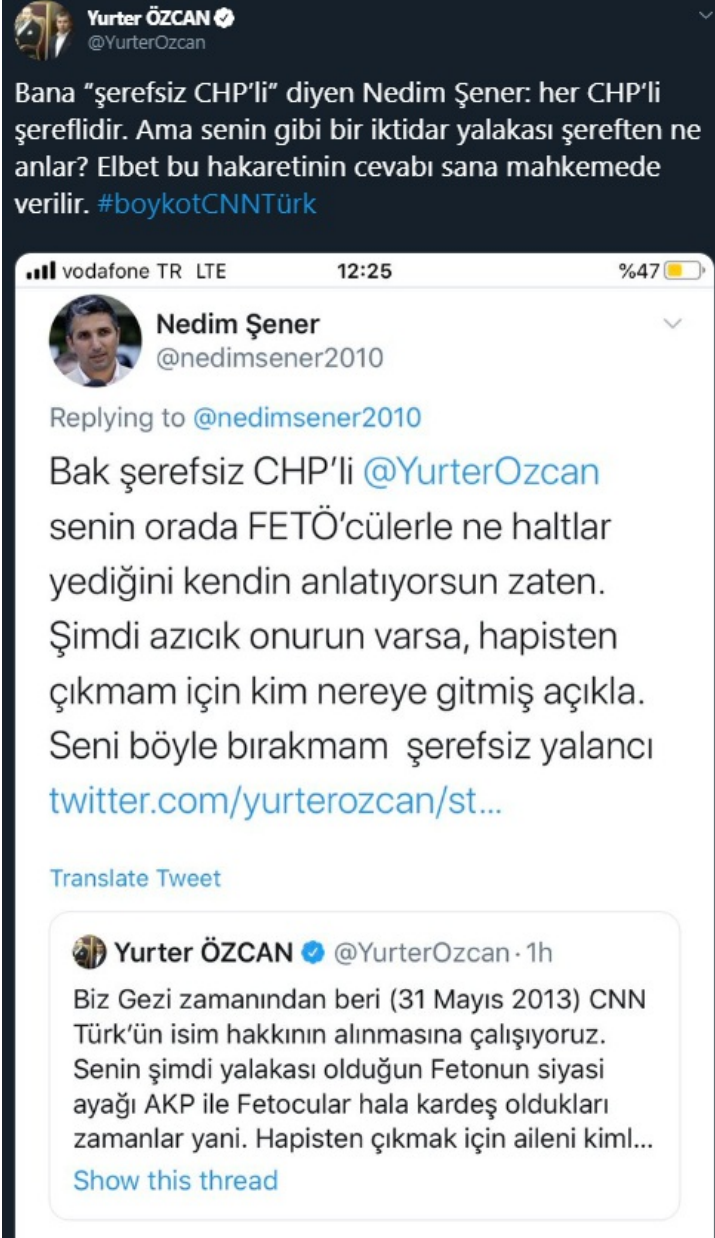 Yurter ÖZCAN
@YurterOzcan
Bana “şerefsiz CHP’li” diyen Nedim Şener: her CHP’li
şereflidir. Ama senin gibi bir iktidar yalakası şereften ne
anlar? Elbet bu hakaretinin cevabı sana mahkemede
verilir. #boykotCNNTürk
vodafone TR LTE 12:25 %47
Nedim Şener
@nedimsener2010
Replying to @nedimsener2010
Bak şerefsiz CHP’li @YurterOzcan
senin orada FETÖ’cülerle ne haltlar
yediğini kendin anlatıyorsun zaten.
Şimdi azıcık onurun varsa, hapisten
çıkmam için kim nereye gitmiş açıkla.
Seni böyle bırakmam şerefsiz yalancı
twitter.com/yurterozcan/st...
Translate Tweet
Yurter ÖZCAN @YurterOzcan · 1h
Biz Gezi zamanından beri (31 Mayıs 2013) CNN
Türk’ün isim hakkının alınmasına çalışıyoruz.
Senin şimdi yalakası olduğun Fetonun siyasi
ayağı AKP ile Fetocular hala kardeş oldukları
zamanlar yani. Hapisten çıkmak için aileni kiml...
Show this thread